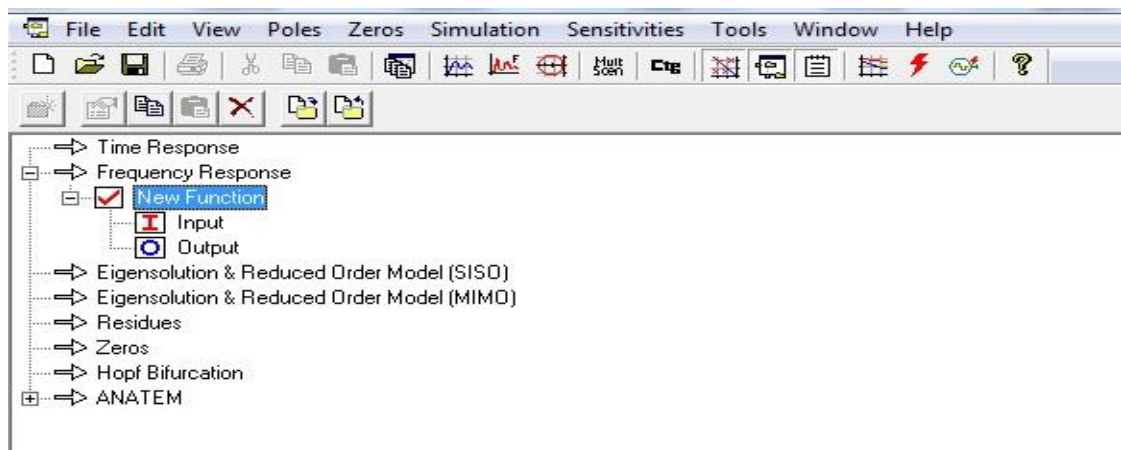 File Edit View Poles Zeros Simulation Sensitivities Tools Window Help
Mult Scen Ctg
Time Response
Frequency Response
New Function
I Input
O Output
Eigensolution & Reduced Order Model (SISO)
Eigensolution & Reduced Order Model (MIMO)
Residues
Zeros
Hopf Bifurcation
ANATEM